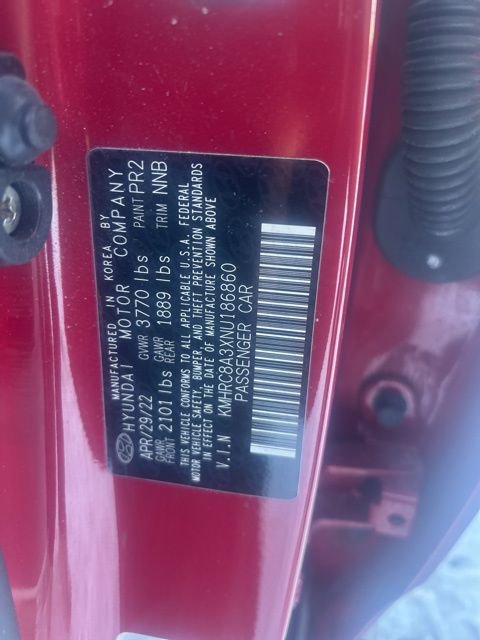 MANUFACTURED IN KOREA BY
HYUNDAI MOTOR COMPANY
APR/29/22 GVWR 3770 lbs PAINT PR2
GAWR FRONT 2101 lbs GAWR REAR 1889 lbs TRIM NNB
THIS VEHICLE CONFORMS TO ALL APPLICABLE U.S.A. FEDERAL
MOTOR VEHICLE SAFETY, BUMPER, AND THEFT PREVENTION STANDARDS
IN EFFECT ON THE DATE OF MANUFACTURE SHOWN ABOVE
V.I.N KMHRC8A3XNU186860
PASSENGER CAR